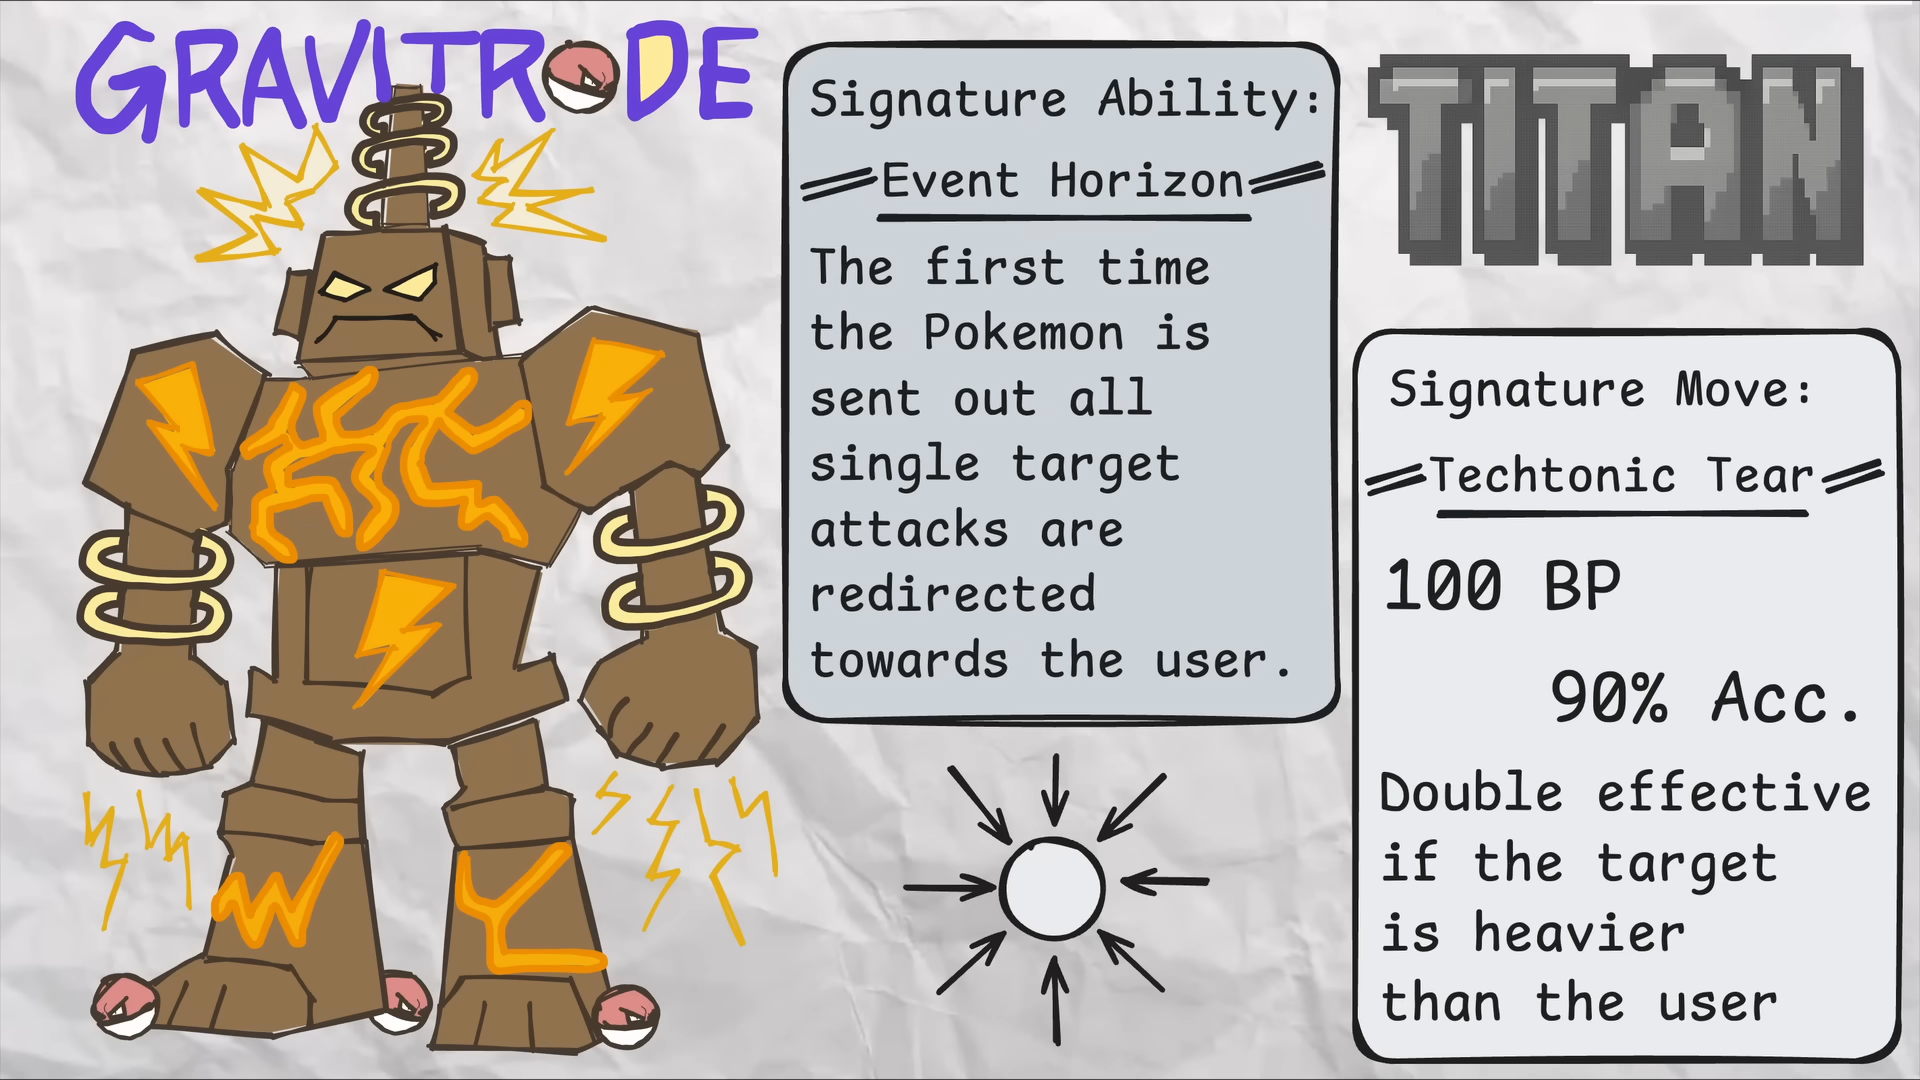 GRAVITRODE
Signature Ability:
Event Horizon
The first time
the Pokemon is
sent out all
single target
attacks are
redirected
towards the user.
TITAN
Signature Move:
Techtonic Tear
100 BP
90% Acc.
Double effective
if the target
is heavier
than the user